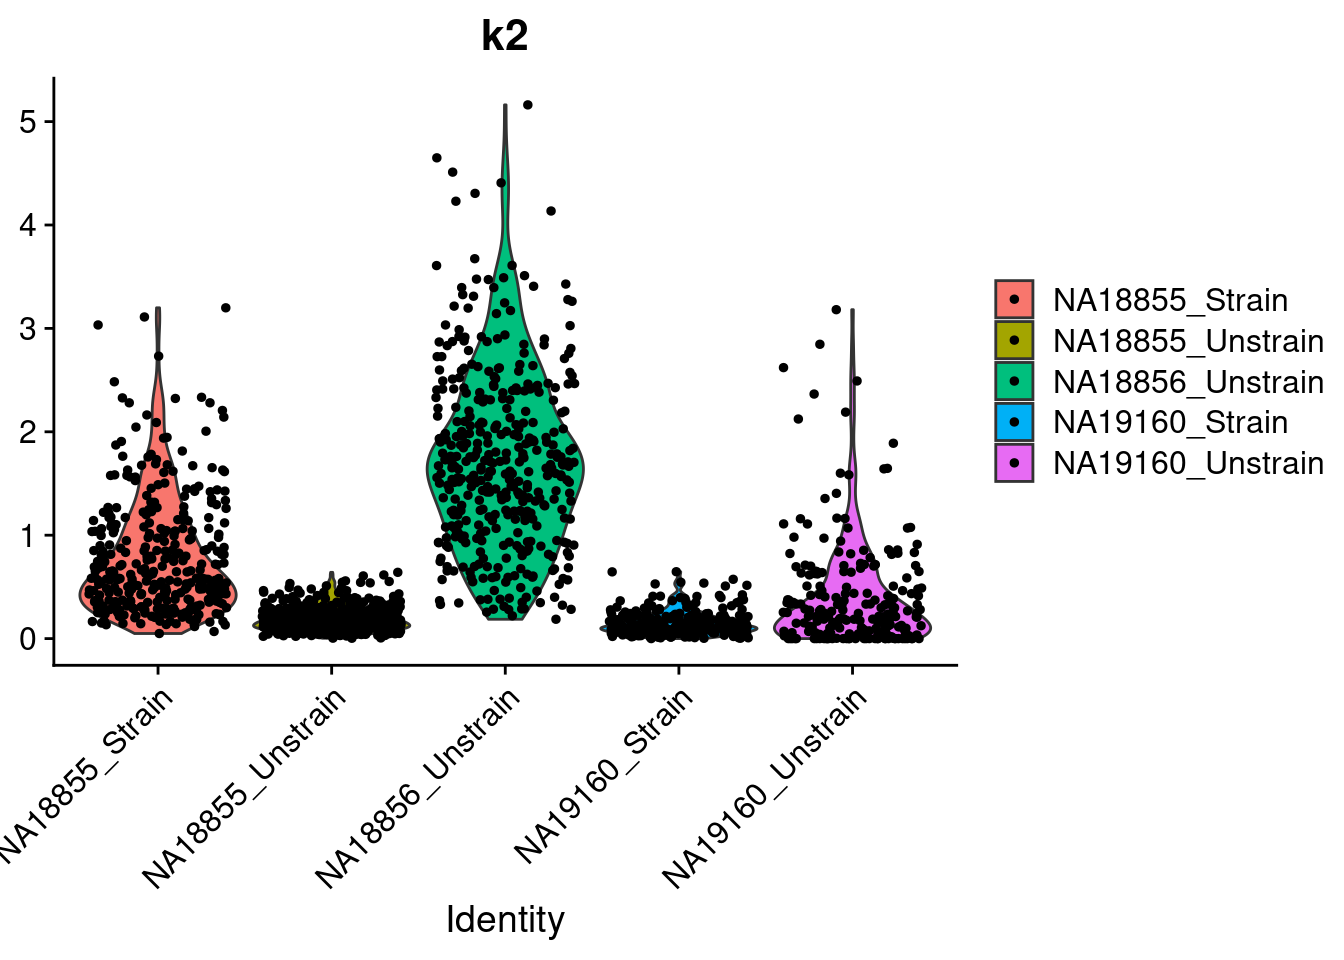 k2
5
4
3
2
1
0
NA18855_Strain
NA18855_Unstrain
NA18856_Unstrain
NA19160_Strain
NA19160_Unstrain
Identity
NA18855_Strain
NA18855_Unstrain
NA18856_Unstrain
NA19160_Strain
NA19160_Unstrain